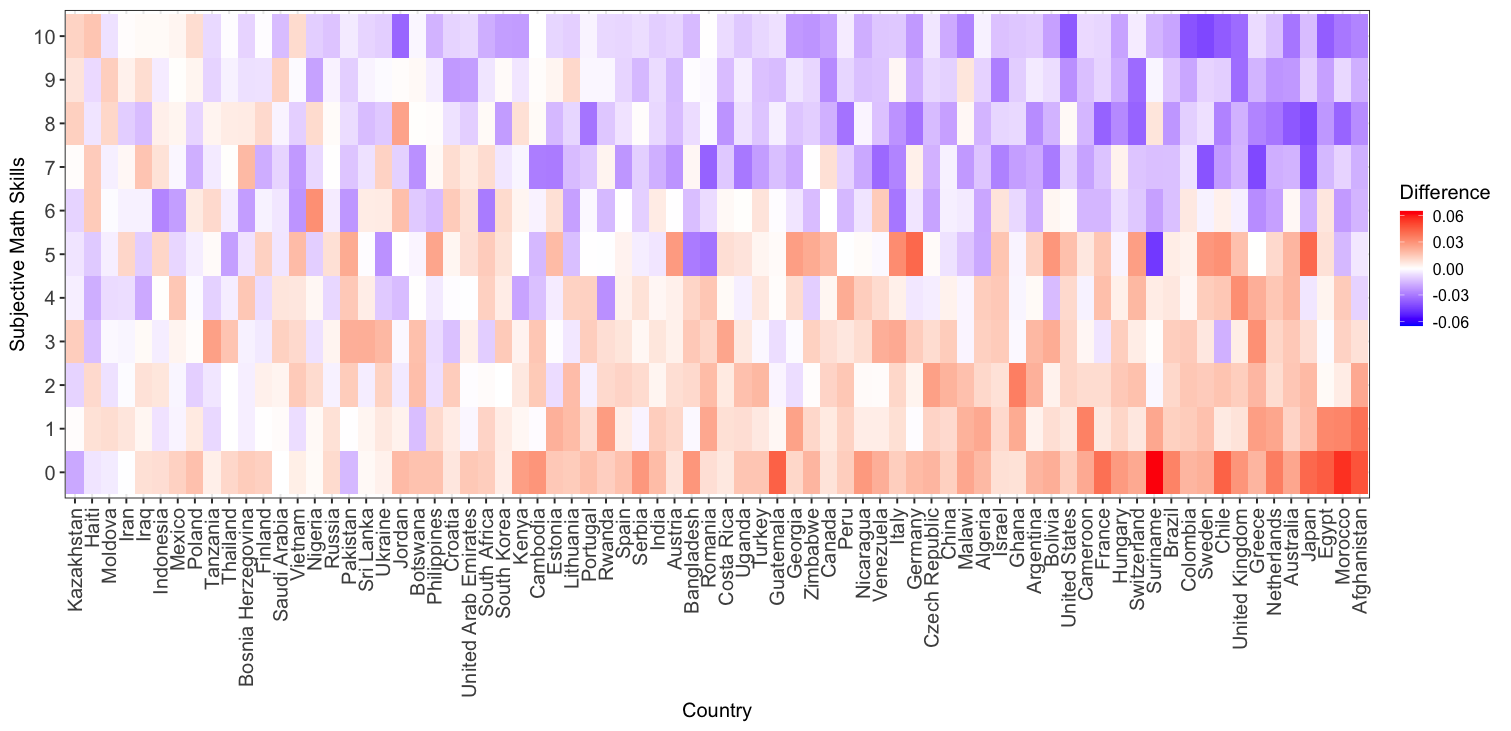 Subjective Math Skills
10
9
8
7
6
5
4
3
2
1
0
Kazakhstan
Haiti
Moldova
Iran
Iraq
Indonesia
Mexico
Poland
Tanzania
Thailand
Bosnia Herzegovina
Finland
Saudi Arabia
Vietnam
Nigeria
Russia
Pakistan
Sri Lanka
Ukraine
Jordan
Botswana
Philippines
Croatia
United Arab Emirates
South Africa
South Korea
Kenya
Cambodia
Estonia
Lithuania
Portugal
Rwanda
Spain
Serbia
India
Austria
Bangladesh
Romania
Costa Rica
Uganda
Turkey
Guatemala
Georgia
Zimbabwe
Canada
Peru
Nicaragua
Venezuela
Italy
Germany
Czech Republic
China
Malawi
Algeria
Israel
Ghana
Argentina
Bolivia
United States
Cameroon
France
Hungary
Switzerland
Suriname
Brazil
Colombia
Sweden
Chile
United Kingdom
Greece
Netherlands
Australia
Japan
Egypt
Morocco
Afghanistan
Country
Difference
0.06
0.03
0.00
-0.03
-0.06